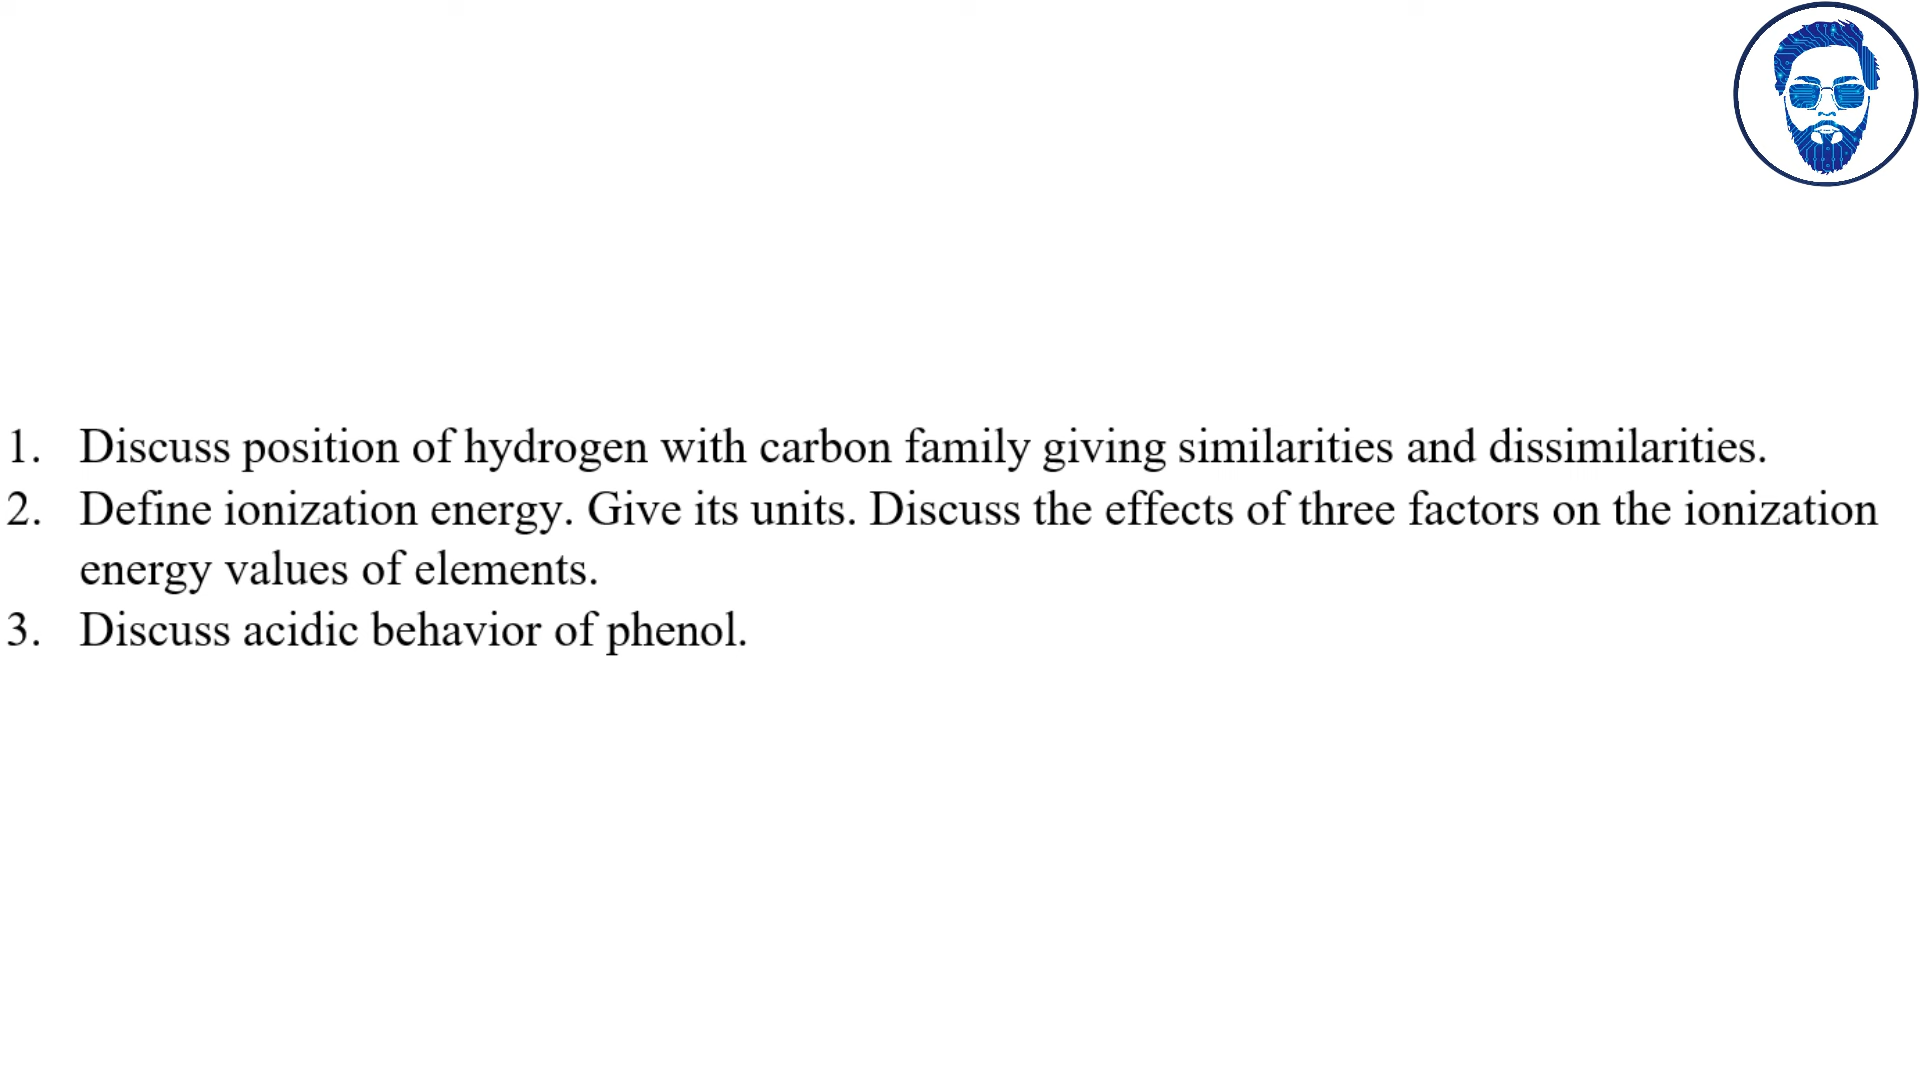 1. Discuss position of hydrogen with carbon family giving similarities and dissimilarities.
2. Define ionization energy. Give its units. Discuss the effects of three factors on the ionization
energy values of elements.
3. Discuss acidic behavior of phenol.